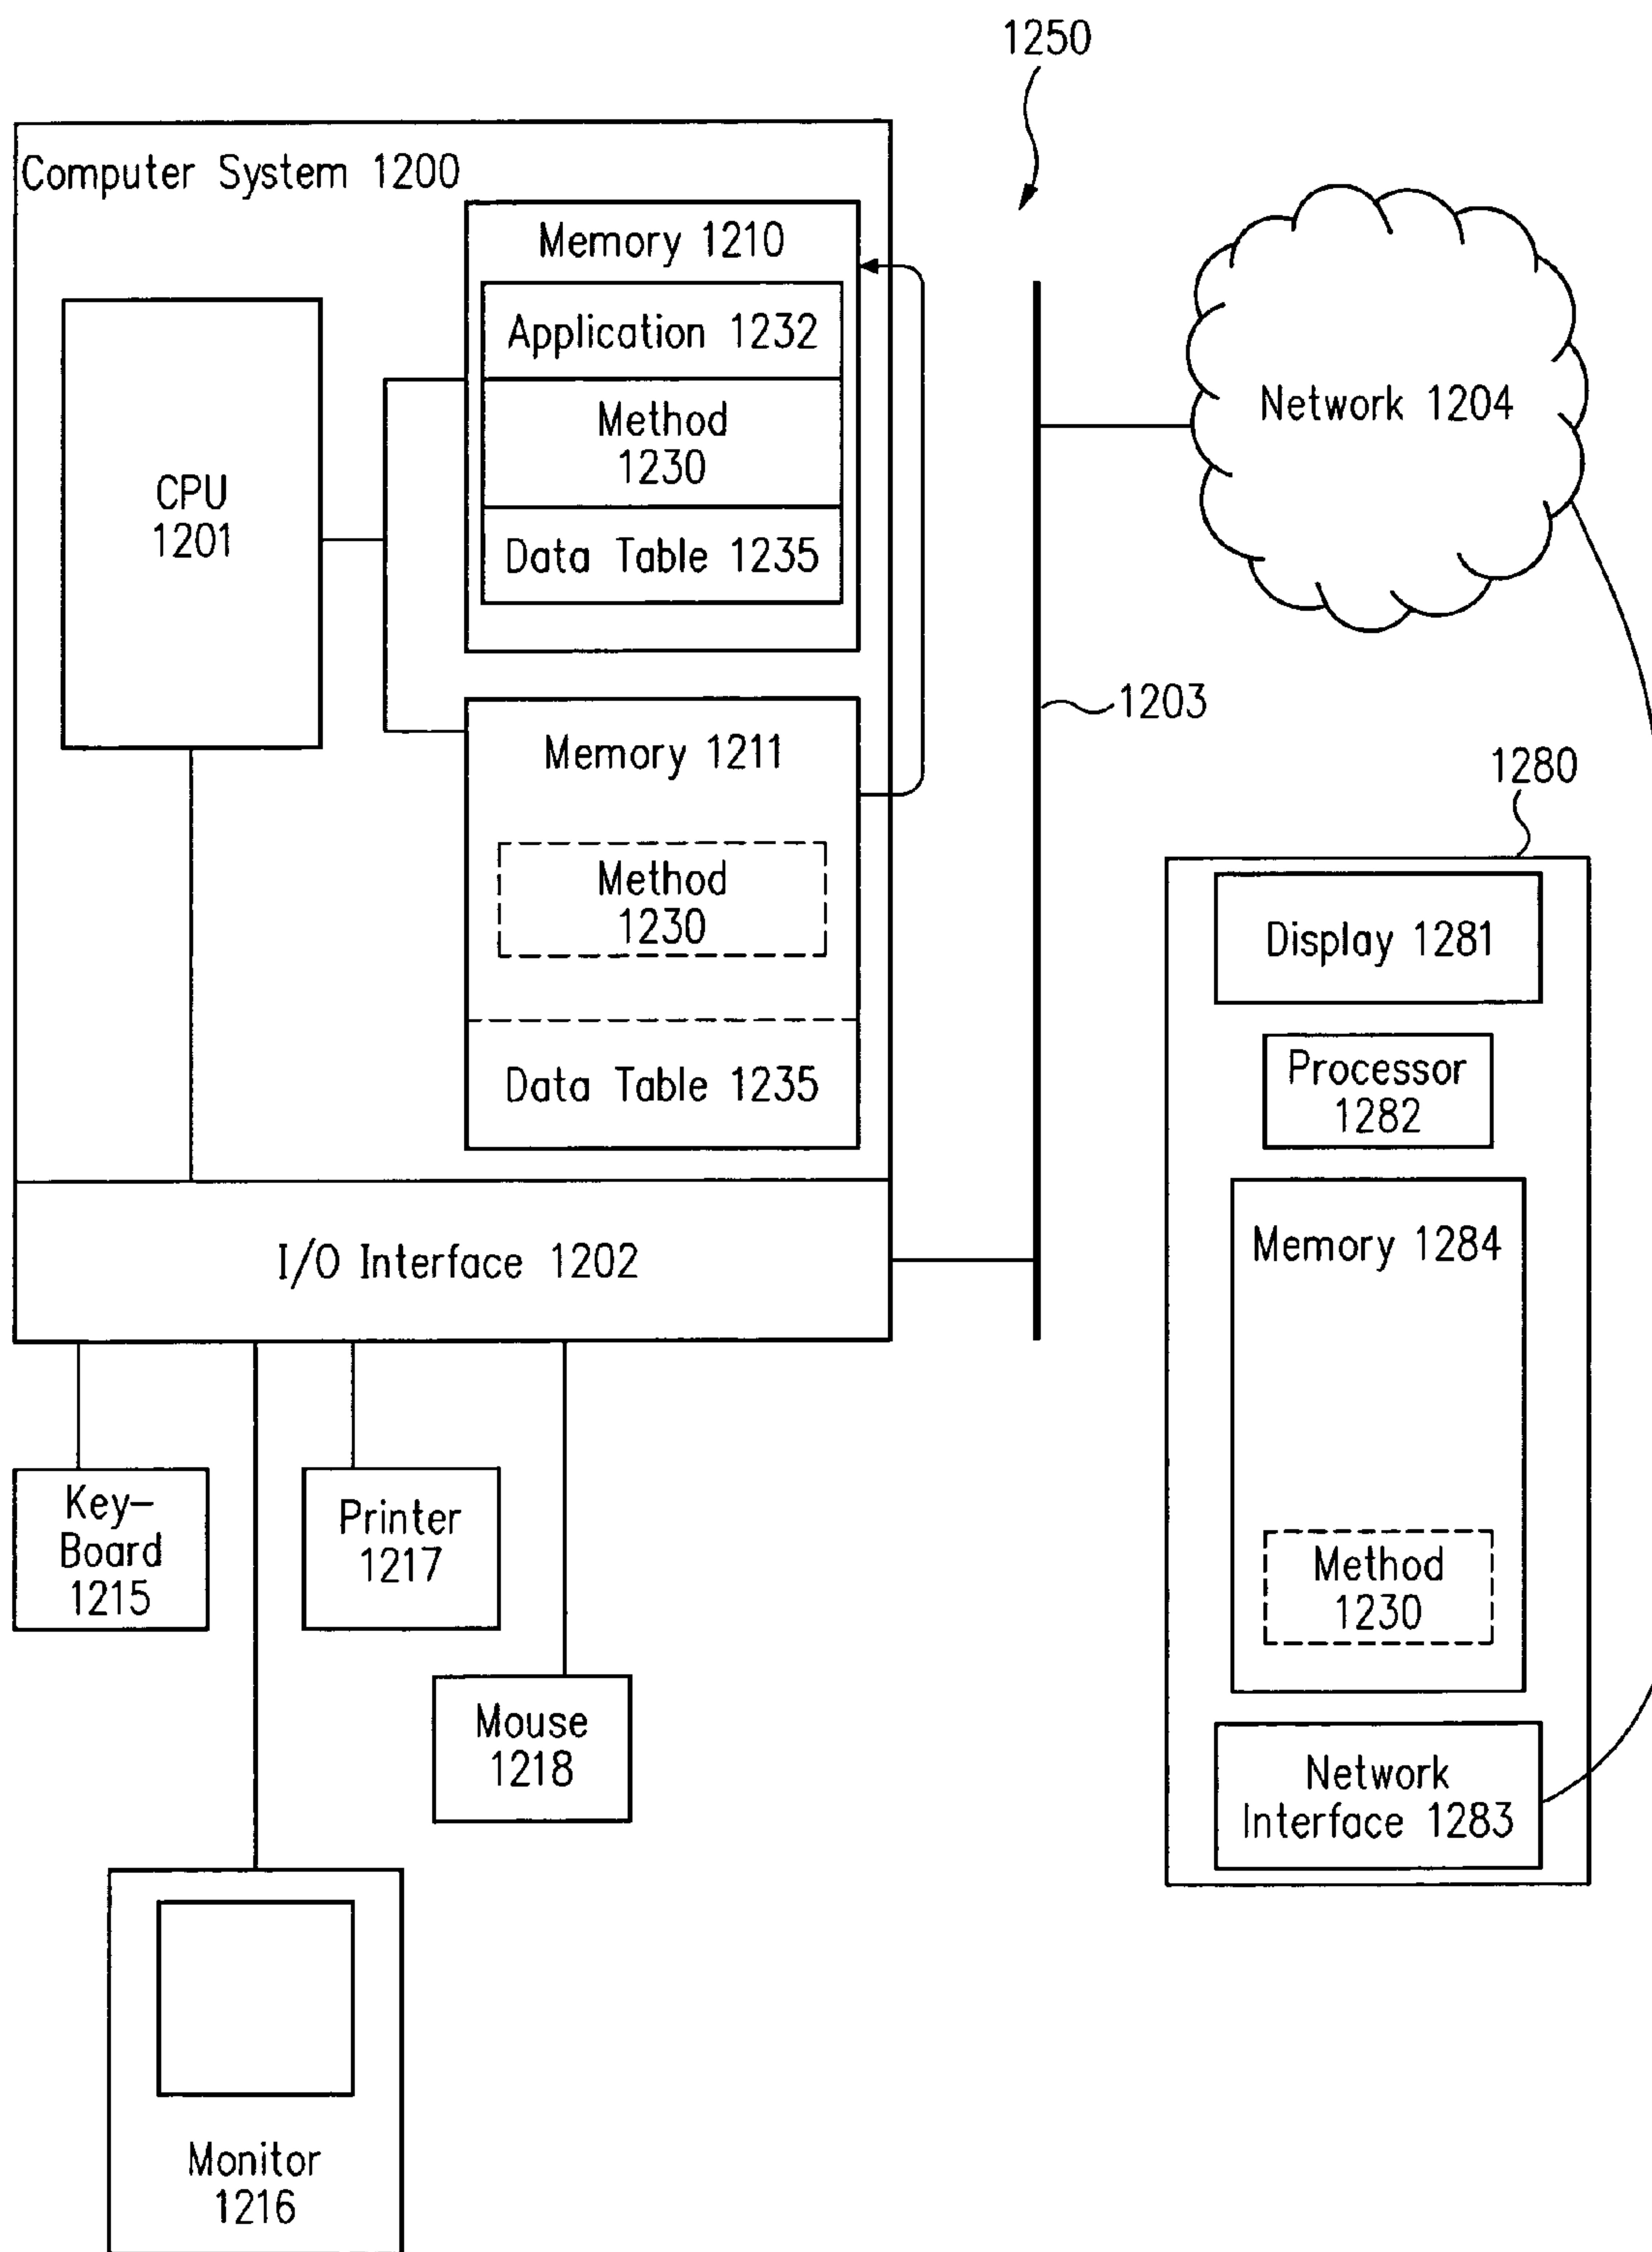 1250
Computer System 1200
Memory 1210
Application 1232
Method
1230
Data Table 1235
CPU
1201
Network 1204
1203
Memory 1211
Method
1230
Data Table 1235
I/O Interface 1202
1280
Display 1281
Processor
1282
Memory 1284
Method
1230
Network
Interface 1283
Key-
Board
1215
Printer
1217
Mouse
1218
Monitor
1216